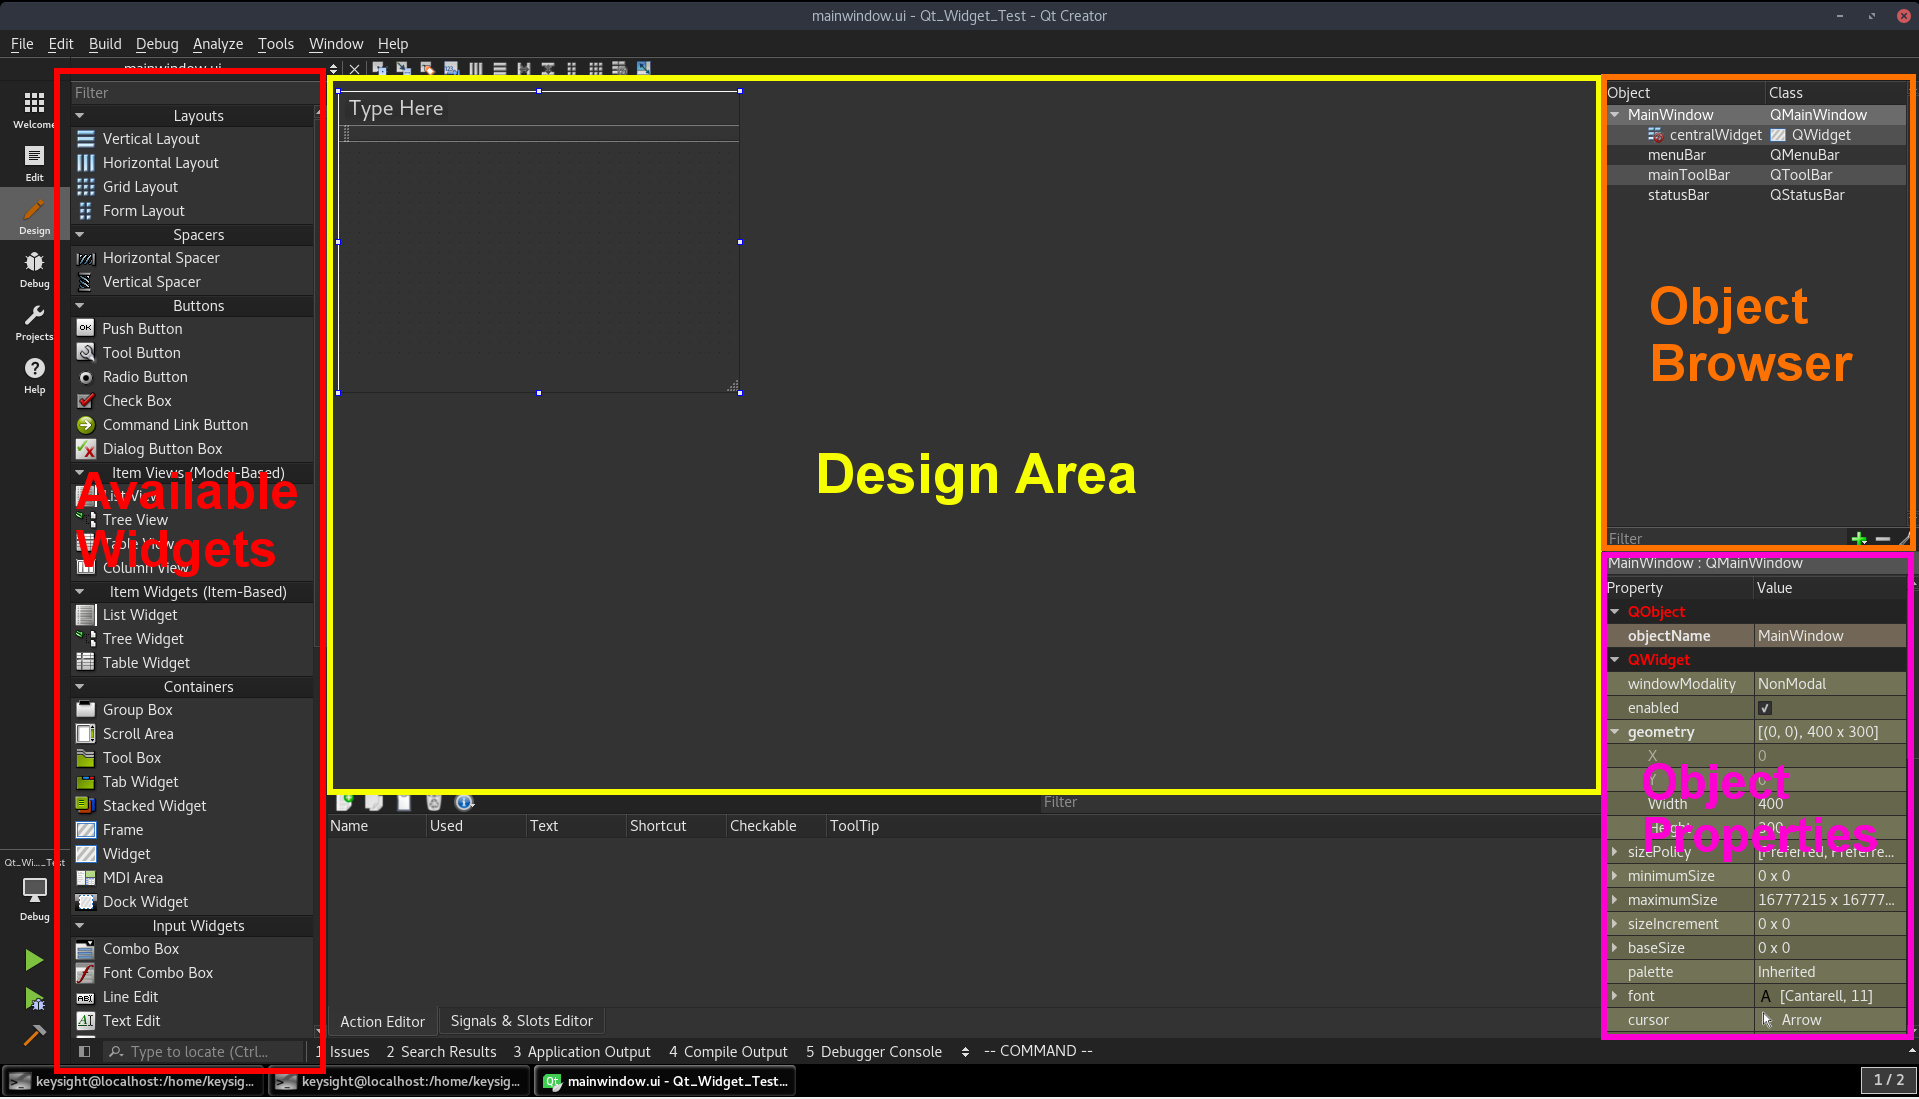 mainwindow.ui - Qt_Widget_Test - Qt Creator
File Edit Build Debug Analyze Tools Window Help
mainwindow.ui
Welcome
Edit
Design
Debug
Projects
Help
Qt_Wi..._Test
Debug
Filter
Layouts
Vertical Layout
Horizontal Layout
Grid Layout
Form Layout
Spacers
Horizontal Spacer
Vertical Spacer
Buttons
Push Button
Tool Button
Radio Button
Check Box
Command Link Button
Dialog Button Box
Item Views (Model-Based)
List View
Tree View
Table View
Column View
Available
Widgets
Item Widgets (Item-Based)
List Widget
Tree Widget
Table Widget
Containers
Group Box
Scroll Area
Tool Box
Tab Widget
Stacked Widget
Frame
Widget
MDI Area
Dock Widget
Input Widgets
Combo Box
Font Combo Box
Line Edit
Text Edit
Type Here
Design Area
Filter
Name Used Text Shortcut Checkable ToolTip
Action Editor Signals & Slots Editor
Object Class
MainWindow QMainWindow
centralWidget QWidget
menuBar QMenuBar
mainToolBar QToolBar
statusBar QStatusBar
Object
Browser
Filter
MainWindow : QMainWindow
Property Value
QObject
objectName MainWindow
QWidget
windowModality NonModal
enabled
geometry [(0, 0), 400 x 300]
X 0
Y 0
Width 400
Height 300
Object
Properties
sizePolicy [Preferred, Preferre...
minimumSize 0 x 0
maximumSize 16777215 x 16777...
sizeIncrement 0 x 0
baseSize 0 x 0
palette Inherited
font A [Cantarell, 11]
cursor Arrow
Type to locate (Ctrl... 1 Issues 2 Search Results 3 Application Output 4 Compile Output 5 Debugger Console -- COMMAND --
keysight@localhost:/home/keysig... keysight@localhost:/home/keysig... mainwindow.ui - Qt_Widget_Test... 1 / 2